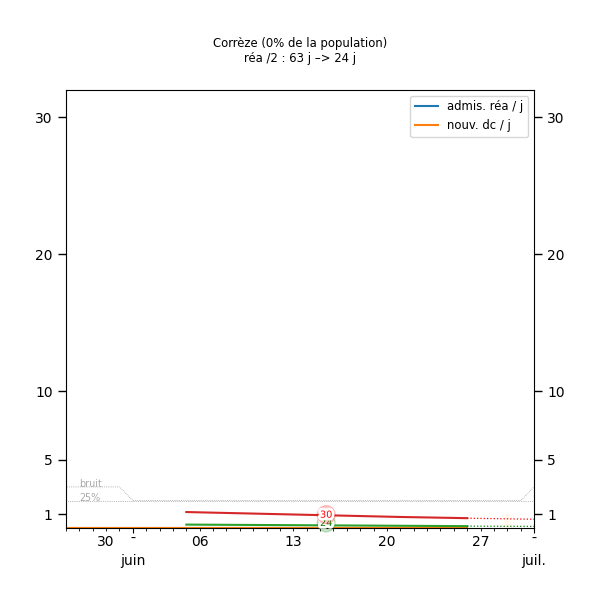 Corrèze (0% de la population)
réa /2 : 63 j –> 24 j
admis. réa / j
nouv. dc / j
30 30
20 20
10 10
5 5
bruit
25%
1 1
30
24
30 - 06 13 20 27 -
juin juil.